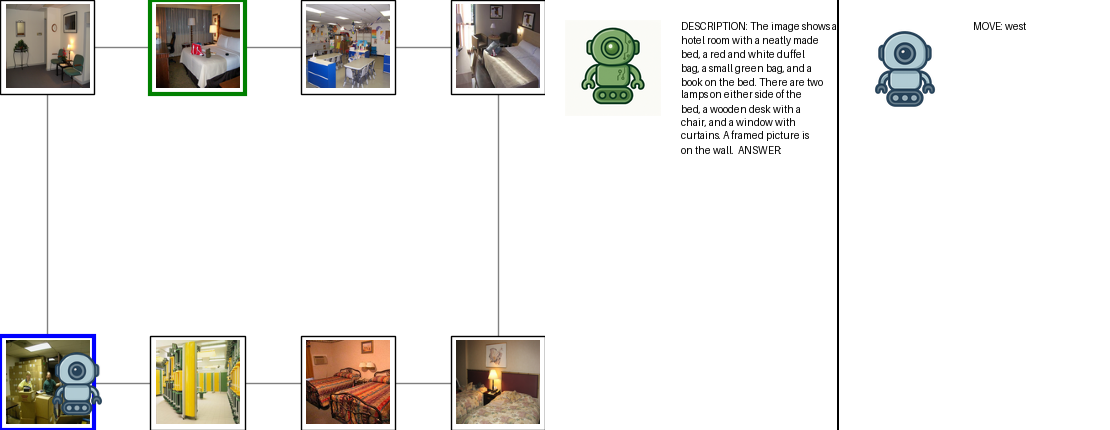 DESCRIPTION: The image shows a
hotel room with a neatly made
bed, a red and white duffel
bag, a small green bag, and a
book on the bed. There are two
lamps on either side of the
bed, a wooden desk with a
chair, and a window with
curtains. A framed picture is
on the wall. ANSWER:
MOVE: west